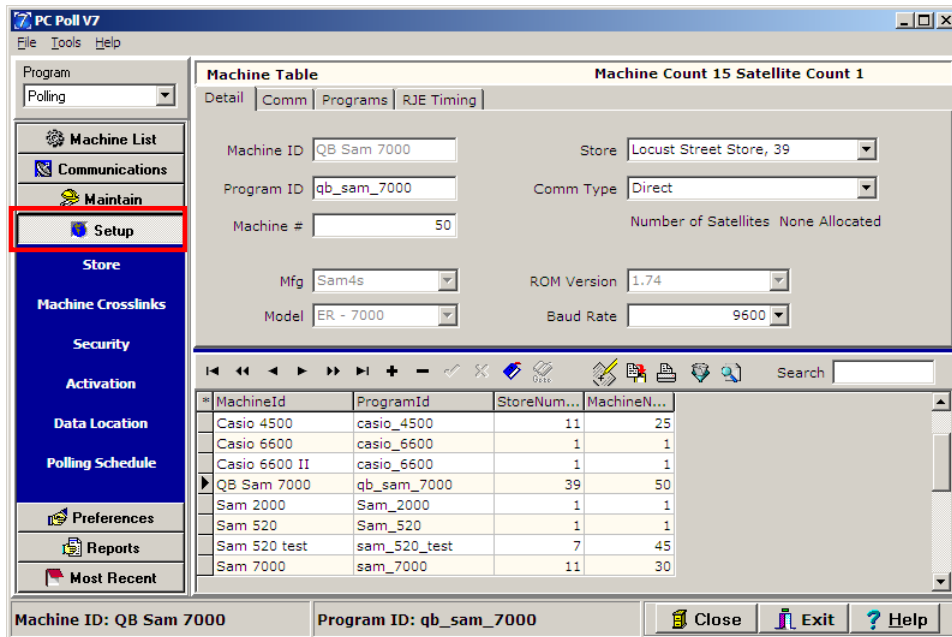 PC Poll V7
File Tools Help
Program
Polling
Machine List
Communications
Maintain
Setup
Store
Machine Crosslinks
Security
Activation
Data Location
Polling Schedule
Preferences
Reports
Most Recent
Machine Table Machine Count 15 Satellite Count 1
Detail Comm Programs RJE Timing
Machine ID QB Sam 7000 Store Locust Street Store, 39
Program ID qb_sam_7000 Comm Type Direct
Machine # 50 Number of Satellites None Allocated
Mfg Sam4s ROM Version 1.74
Model ER - 7000 Baud Rate 9600
Search
* MachineId ProgramId StoreNum... MachineN...
Casio 4500 casio_4500 11 25
Casio 6600 casio_6600 1 1
Casio 6600 II casio_6600 1 1
QB Sam 7000 qb_sam_7000 39 50
Sam 2000 Sam_2000 1 1
Sam 520 Sam_520 1 1
Sam 520 test sam_520_test 7 45
Sam 7000 sam_7000 11 30
Machine ID: QB Sam 7000 Program ID: qb_sam_7000 Close Exit Help